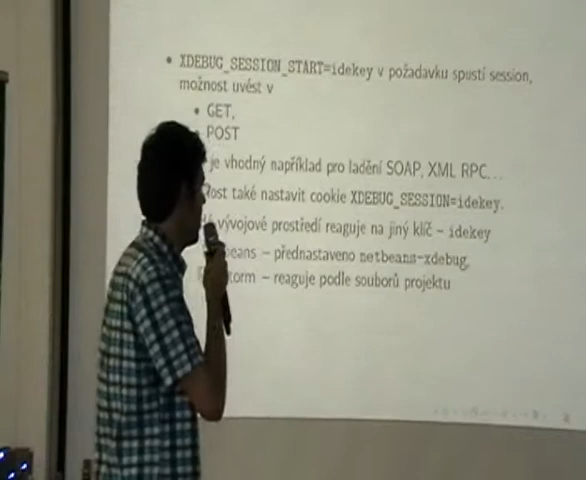 XDEBUG_SESSION_START=idekey v požadavku spustí session,
možnost uvést v
GET,
POST
je vhodný například pro ladění SOAP, XML RPC...
také nastavit cookie XDEBUG_SESSION=idekey.
vývojové prostředí reaguje na jiný klíč – idekey
– přednastaveno netbeans-xdebug,
– reaguje podle souborů projektu